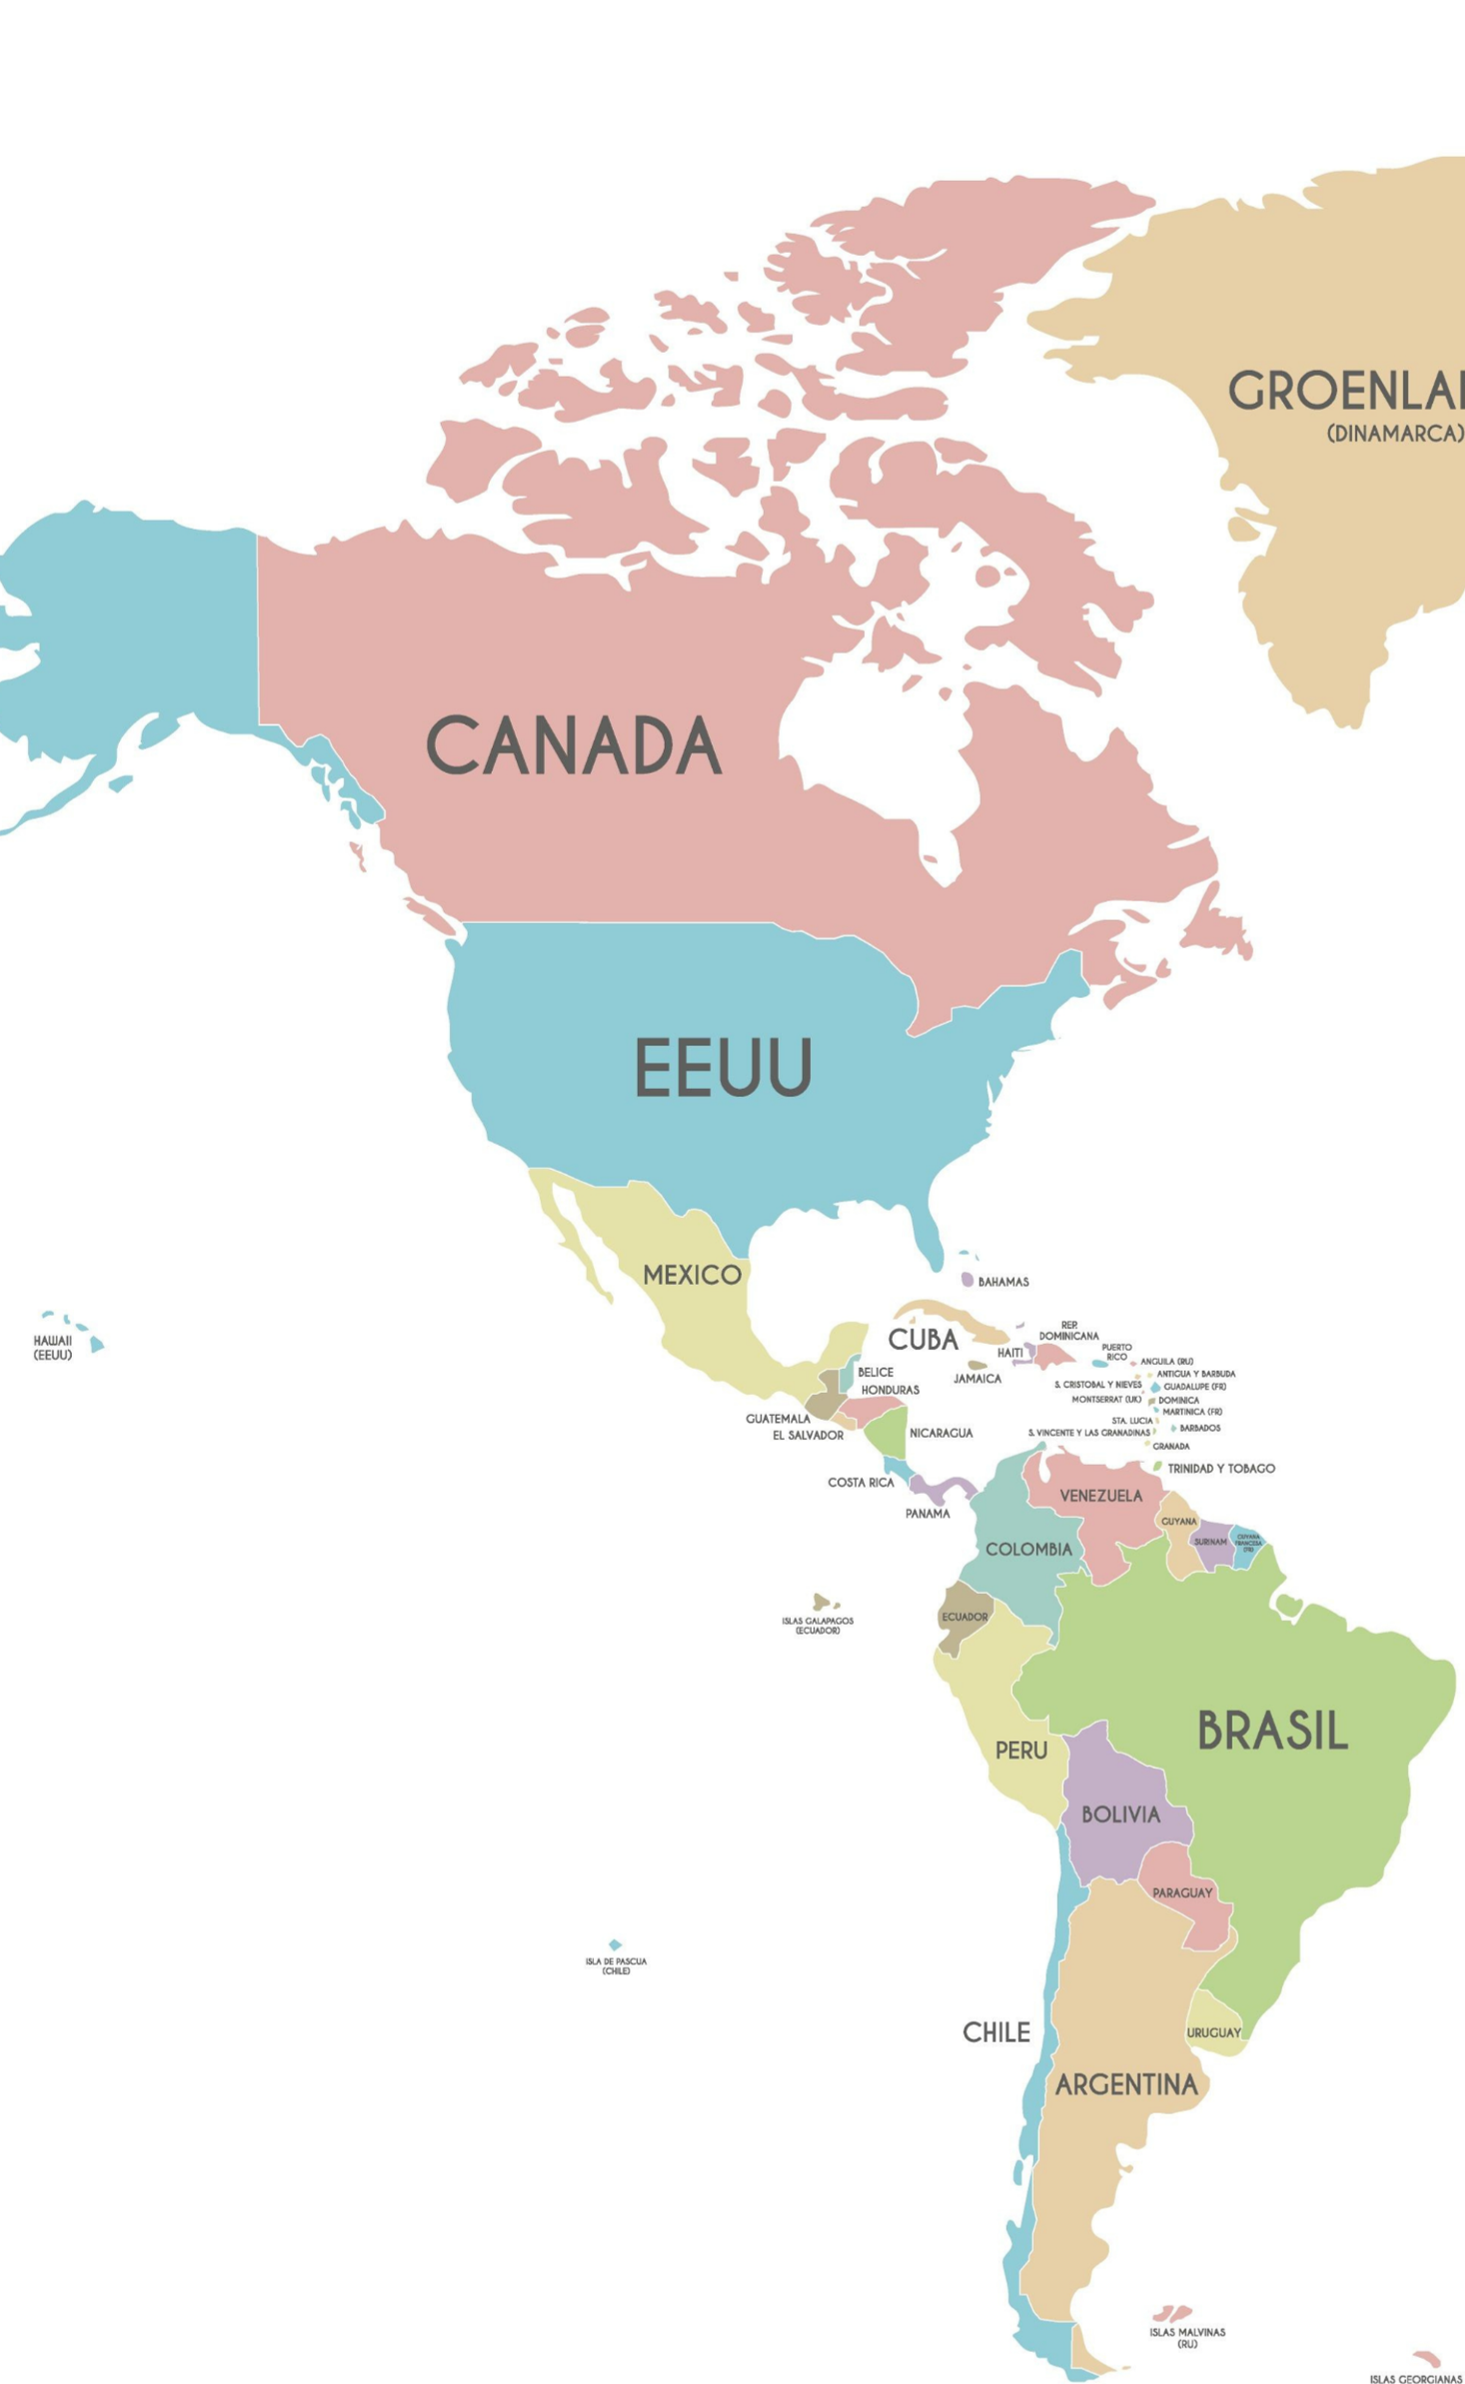 GROENLA
(DINAMARCA)
CANADA
EEUU
MEXICO
BAHAMAS
HAWAII
(EEUU)
CUBA
REP.
DOMINICANA
HAITI
PUERTO
RICO
JAMAICA
ANGUILA (RU)
ANTIGUA Y BARBUDA
S. CRISTOBAL Y NIEVES
GUADALUPE (FR)
MONTSERRAT (UK)
DOMINICA
MARTINICA (FR)
STA. LUCIA
BARBADOS
S. VINCENTE Y LAS GRANADINAS
GRANADA
TRINIDAD Y TOBAGO
BELICE
HONDURAS
GUATEMALA
EL SALVADOR
NICARAGUA
COSTA RICA
PANAMA
VENEZUELA
GUYANA
SURINAM
GUYANA
FRANCESA
(FR)
COLOMBIA
ISLAS GALAPAGOS
(ECUADOR)
ECUADOR
BRASIL
PERU
BOLIVIA
PARAGUAY
ISLA DE PASCUA
(CHILE)
CHILE
URUGUAY
ARGENTINA
ISLAS MALVINAS
(RU)
ISLAS GEORGIANAS